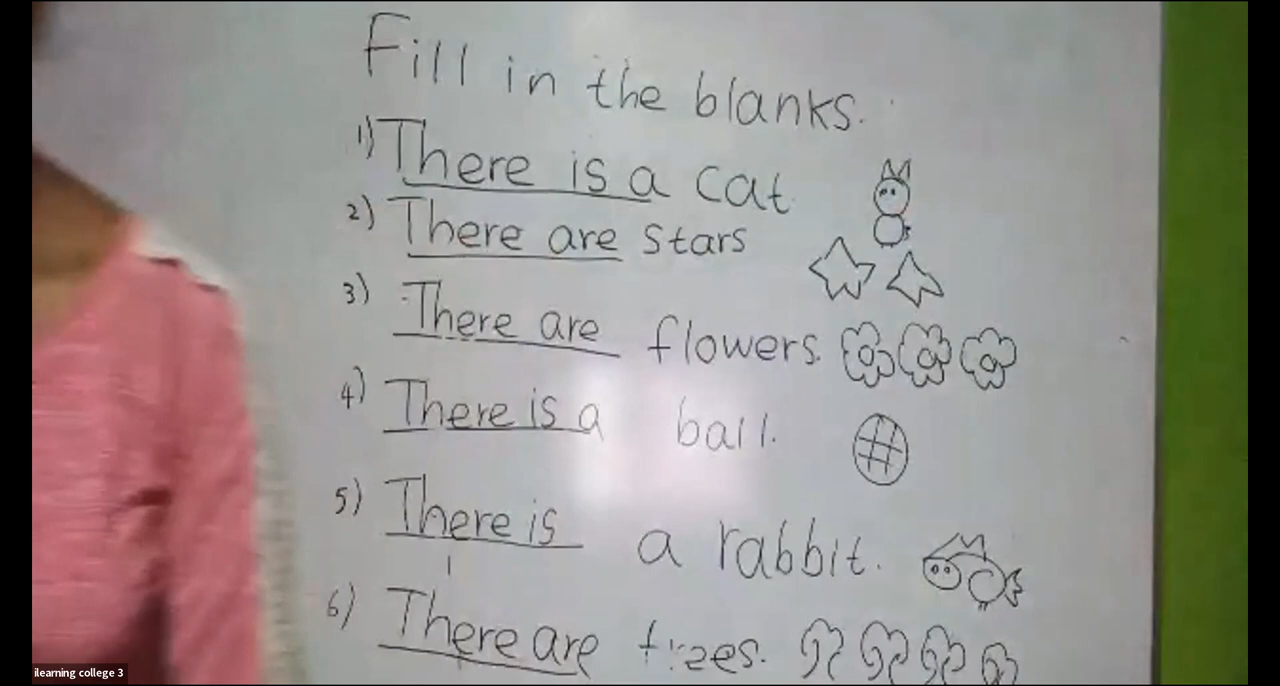 Fill in the blanks.
1) There is a cat
2) There are stars
3) There are flowers.
4) There is a ball.
5) There is a rabbit.
6) There are trees.
ilearning college 3